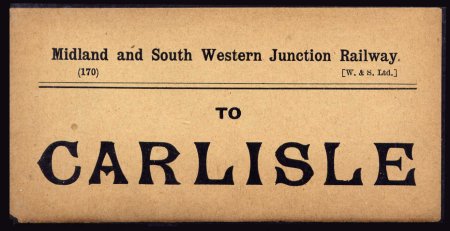 Midland and South Western Junction Railway.
(170) [W. & S. Ltd.]
TO
CARLISLE